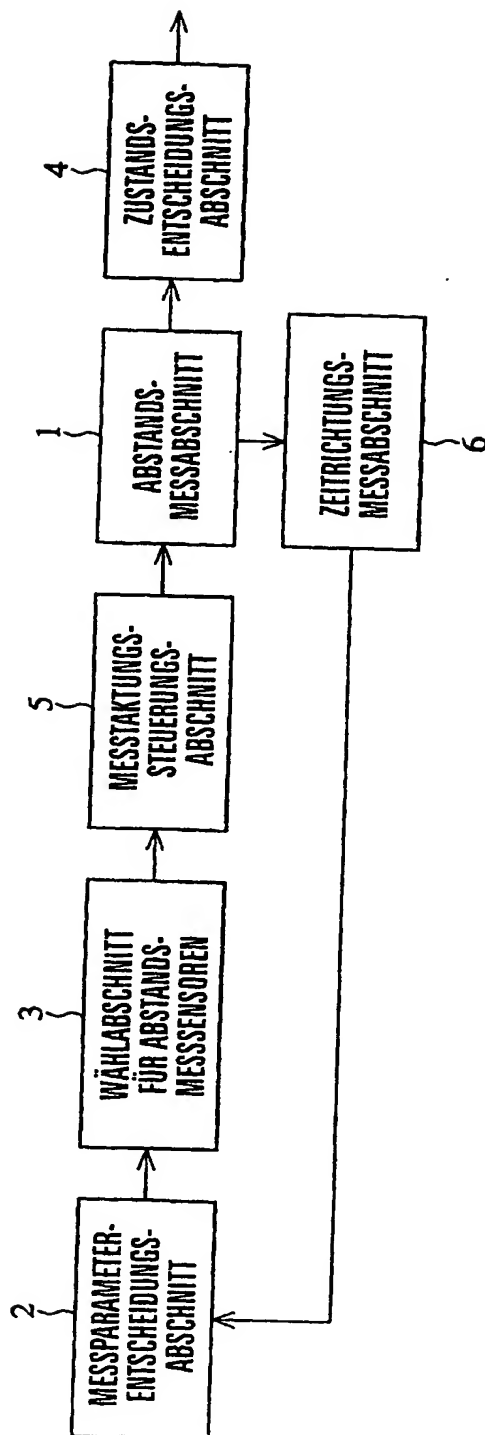 2
MESSPARAMETER-
ENTSCHEIDUNGS-
ABSCHNITT
3
WÄHLABSCHNITT
FÜR ABSTANDS-
MESSSENSOREN
5
MESSTAKTUNGS-
STEUERUNGS-
ABSCHNITT
1
ABSTANDS-
MESSABSCHNITT
4
ZUSTANDS-
ENTSCHEIDUNGS-
ABSCHNITT
ZEITRICHTUNGS-
MESSABSCHNITT
6